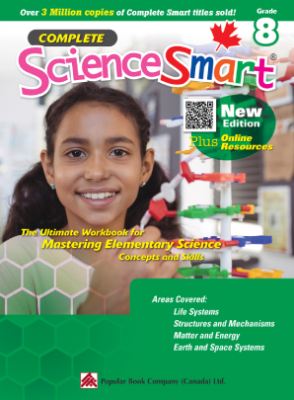 Over 3 Million copies of Complete Smart titles sold!
Grade
8
COMPLETE
ScienceSmart®
New
Edition
Plus Online
Resources
The Ultimate Workbook for
Mastering Elementary Science
Concepts and Skills
Areas Covered:
Life Systems
Structures and Mechanisms
Matter and Energy
Earth and Space Systems
Popular Book Company (Canada) Ltd.